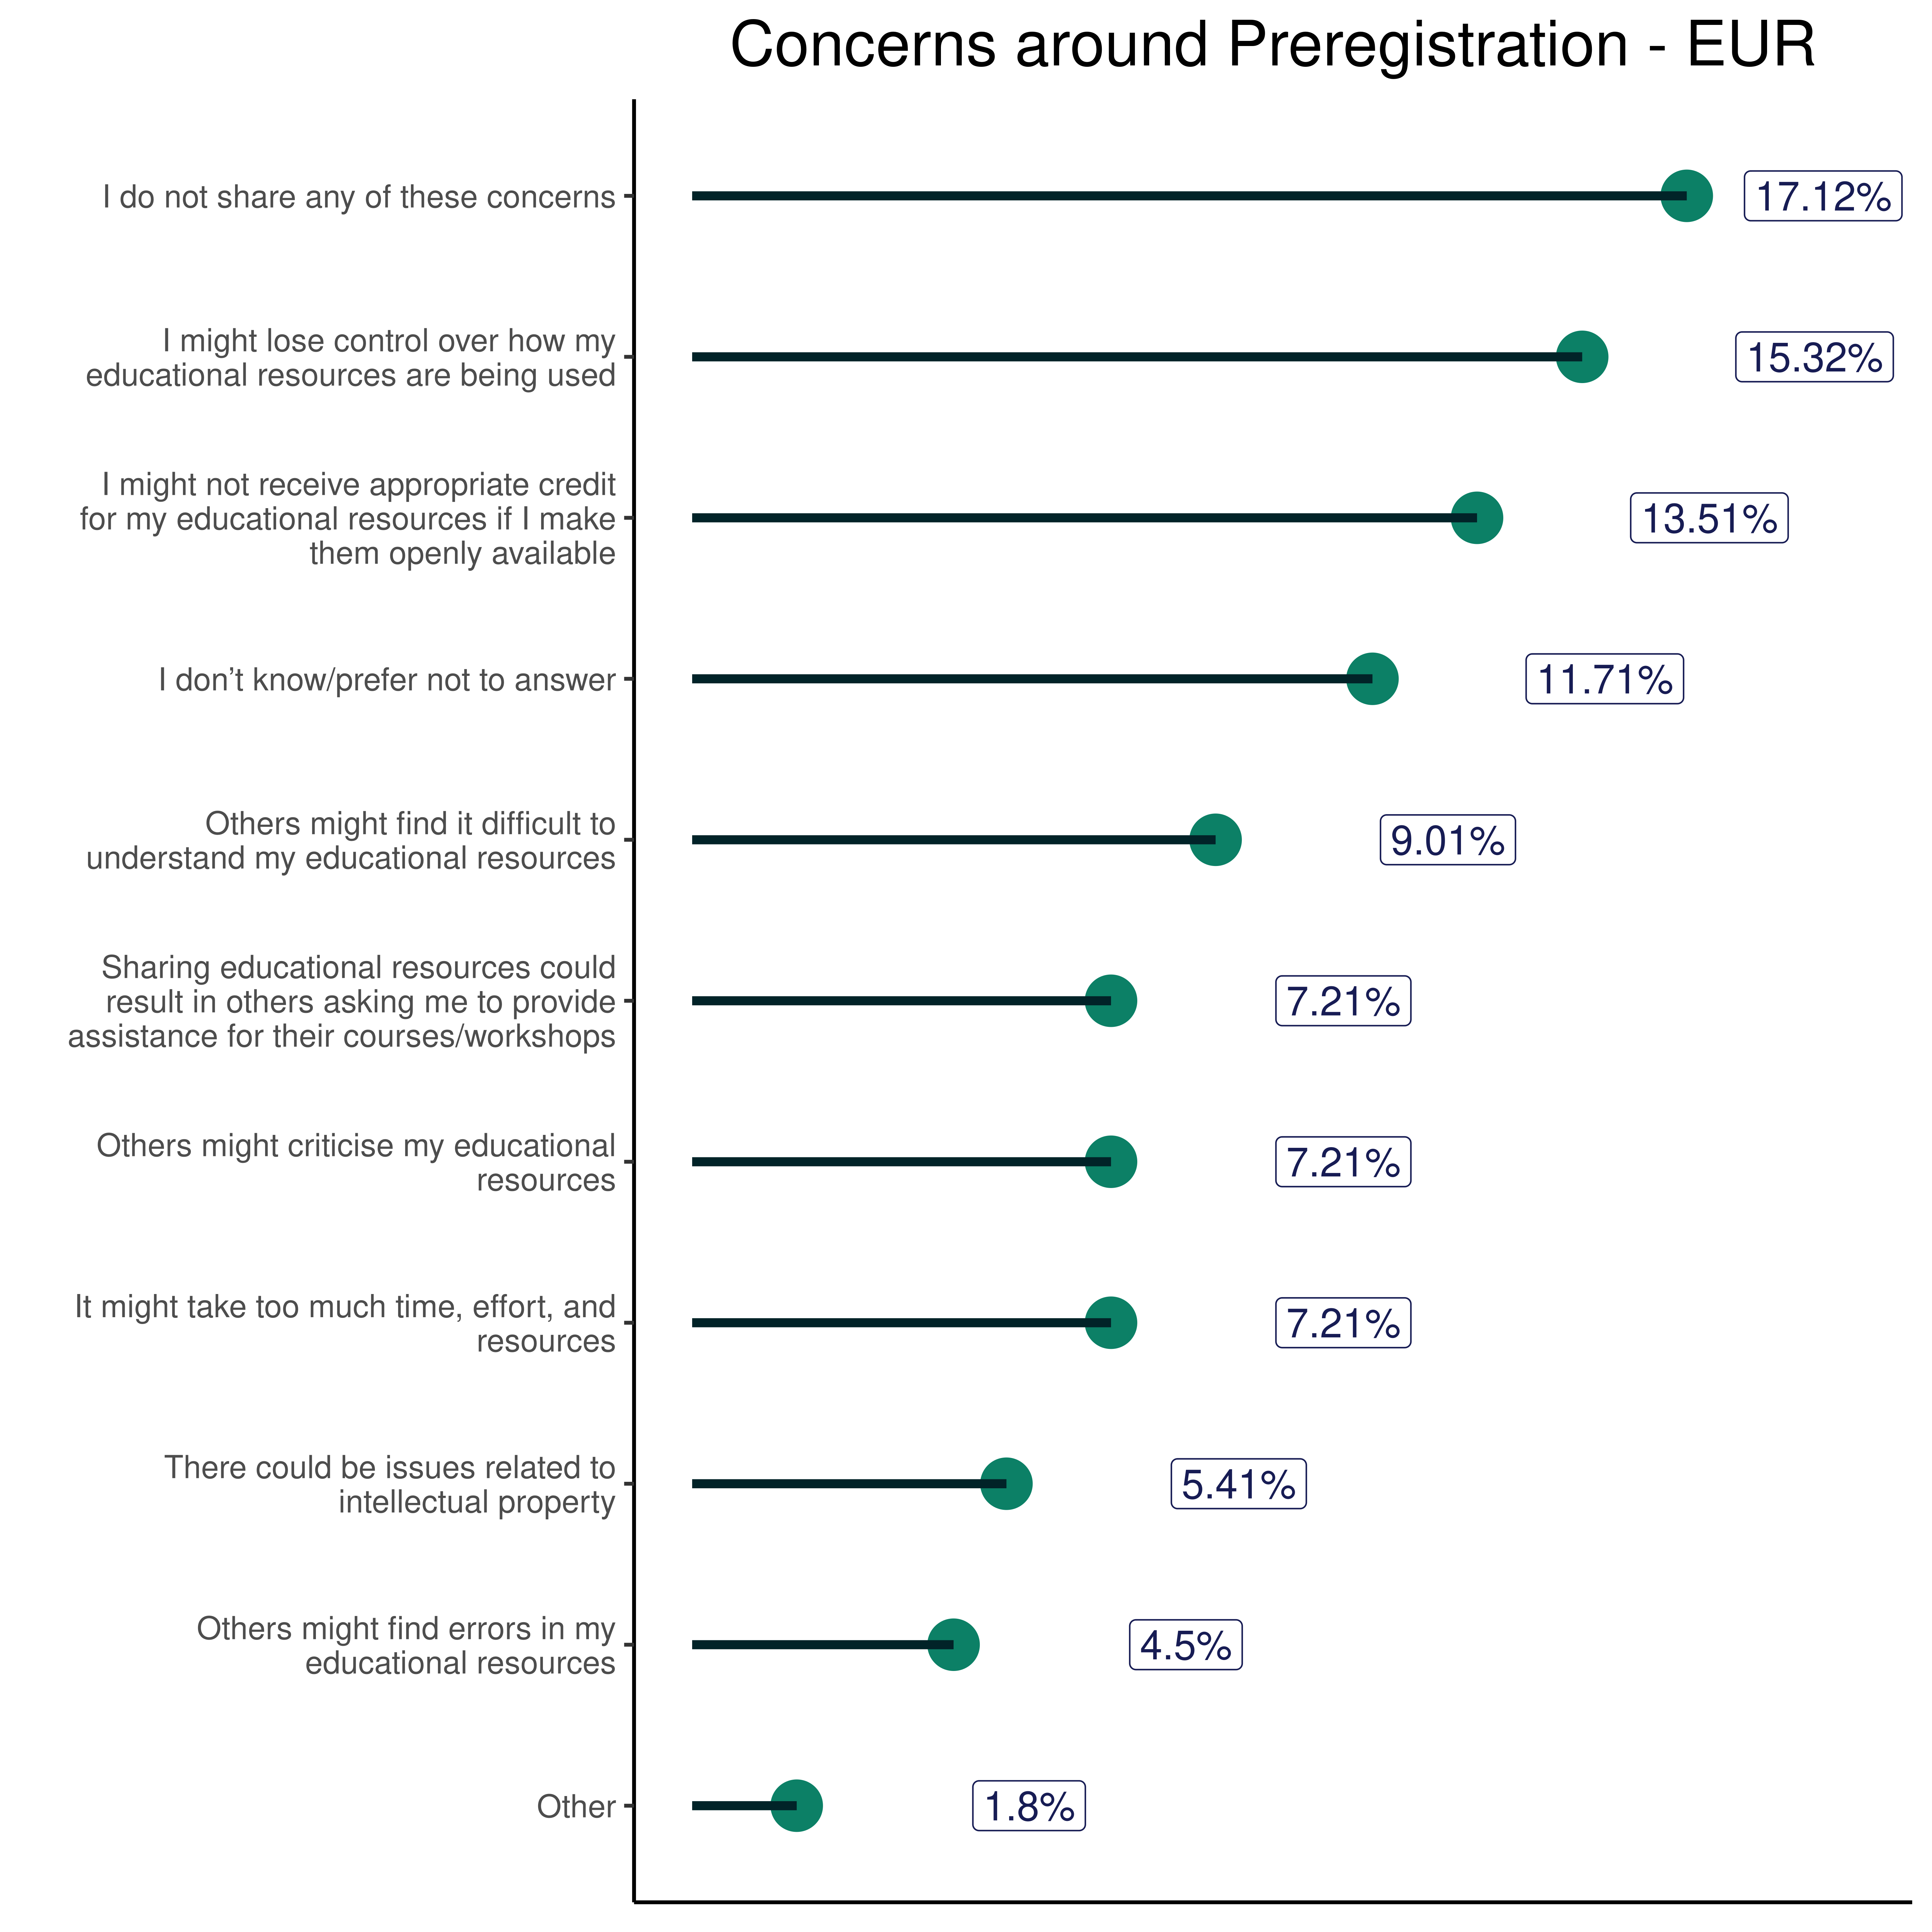 Concerns around Preregistration - EUR
I do not share any of these concerns
17.12%
I might lose control over how my
educational resources are being used
15.32%
I might not receive appropriate credit
for my educational resources if I make
them openly available
13.51%
I don’t know/prefer not to answer
11.71%
Others might find it difficult to
understand my educational resources
9.01%
Sharing educational resources could
result in others asking me to provide
assistance for their courses/workshops
7.21%
Others might criticise my educational
resources
7.21%
It might take too much time, effort, and
resources
7.21%
There could be issues related to
intellectual property
5.41%
Others might find errors in my
educational resources
4.5%
Other
1.8%